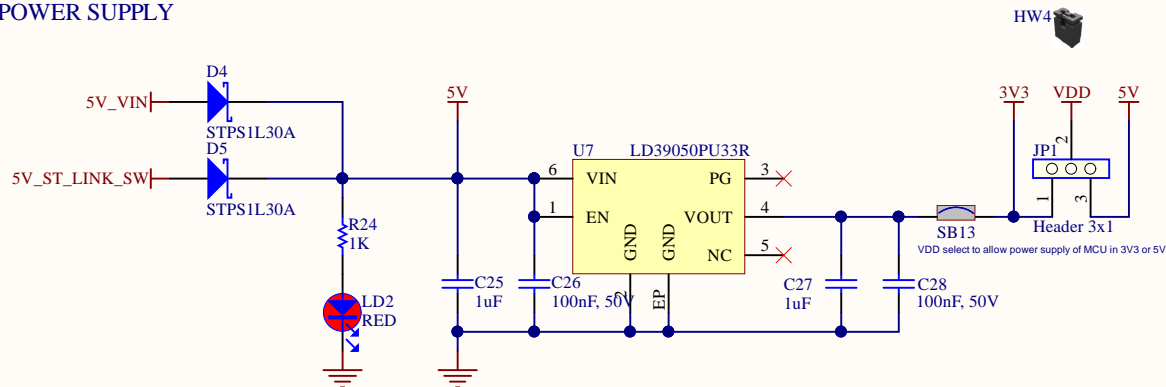 POWER SUPPLY
HW4
D4
5V_VIN
STPS1L30A
D5
5V_ST_LINK_SW
STPS1L30A
R24
1K
LD2
RED
5V
C25
1uF
C26
100nF, 50V
U7
LD39050PU33R
6
VIN
1
EN
GND
GND
2
EP
PG
3
VOUT
4
NC
5
C27
1uF
C28
100nF, 50V
SB13
3V3
VDD
5V
2
JP1
1
3
Header 3x1
VDD select to allow power supply of MCU in 3V3 or 5V